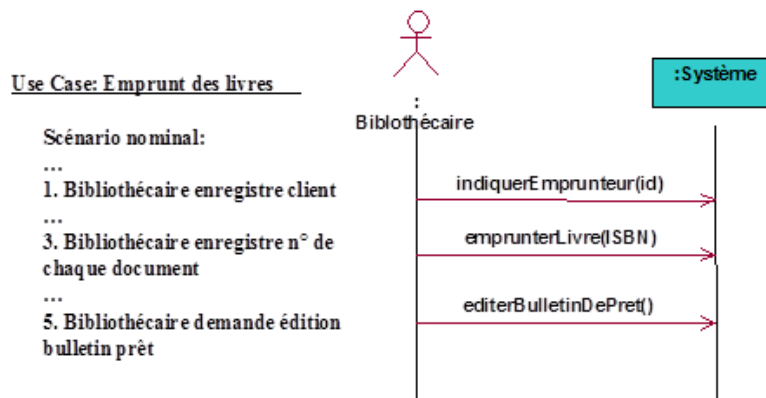 Use Case: Emprunt des livres
Scénario nominal:
...
1. Bibliothécaire enregistre client
...
3. Bibliothécaire enregistre n° de
chaque document
...
5. Bibliothécaire demande édition
bulletin prêt
:
Biblothécaire
:Système
indiquerEmprunteur(id)
emprunterLivre(ISBN)
editerBulletinDePret()